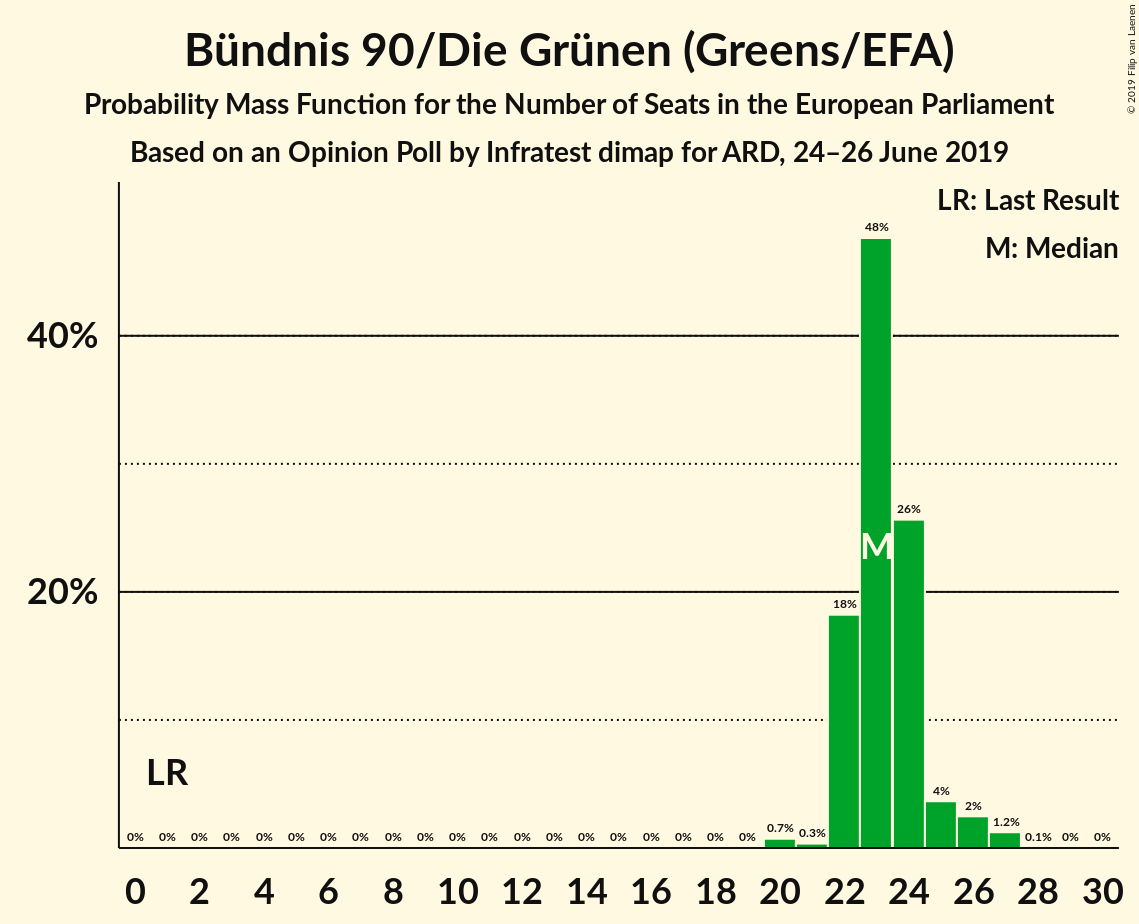 Bündnis 90/Die Grünen (Greens/EFA)
Probability Mass Function for the Number of Seats in the European Parliament
Based on an Opinion Poll by Infratest dimap for ARD, 24–26 June 2019
© 2019 Filip van Laenen
LR: Last Result
M: Median
48%
40%
26%
M
20%
18%
LR
4%
2%
1.2%
0% 0% 0% 0% 0% 0% 0% 0% 0% 0% 0% 0% 0% 0% 0% 0% 0% 0% 0% 0% 0.7% 0.3% 0.1% 0% 0%
0 2 4 6 8 10 12 14 16 18 20 22 24 26 28 30